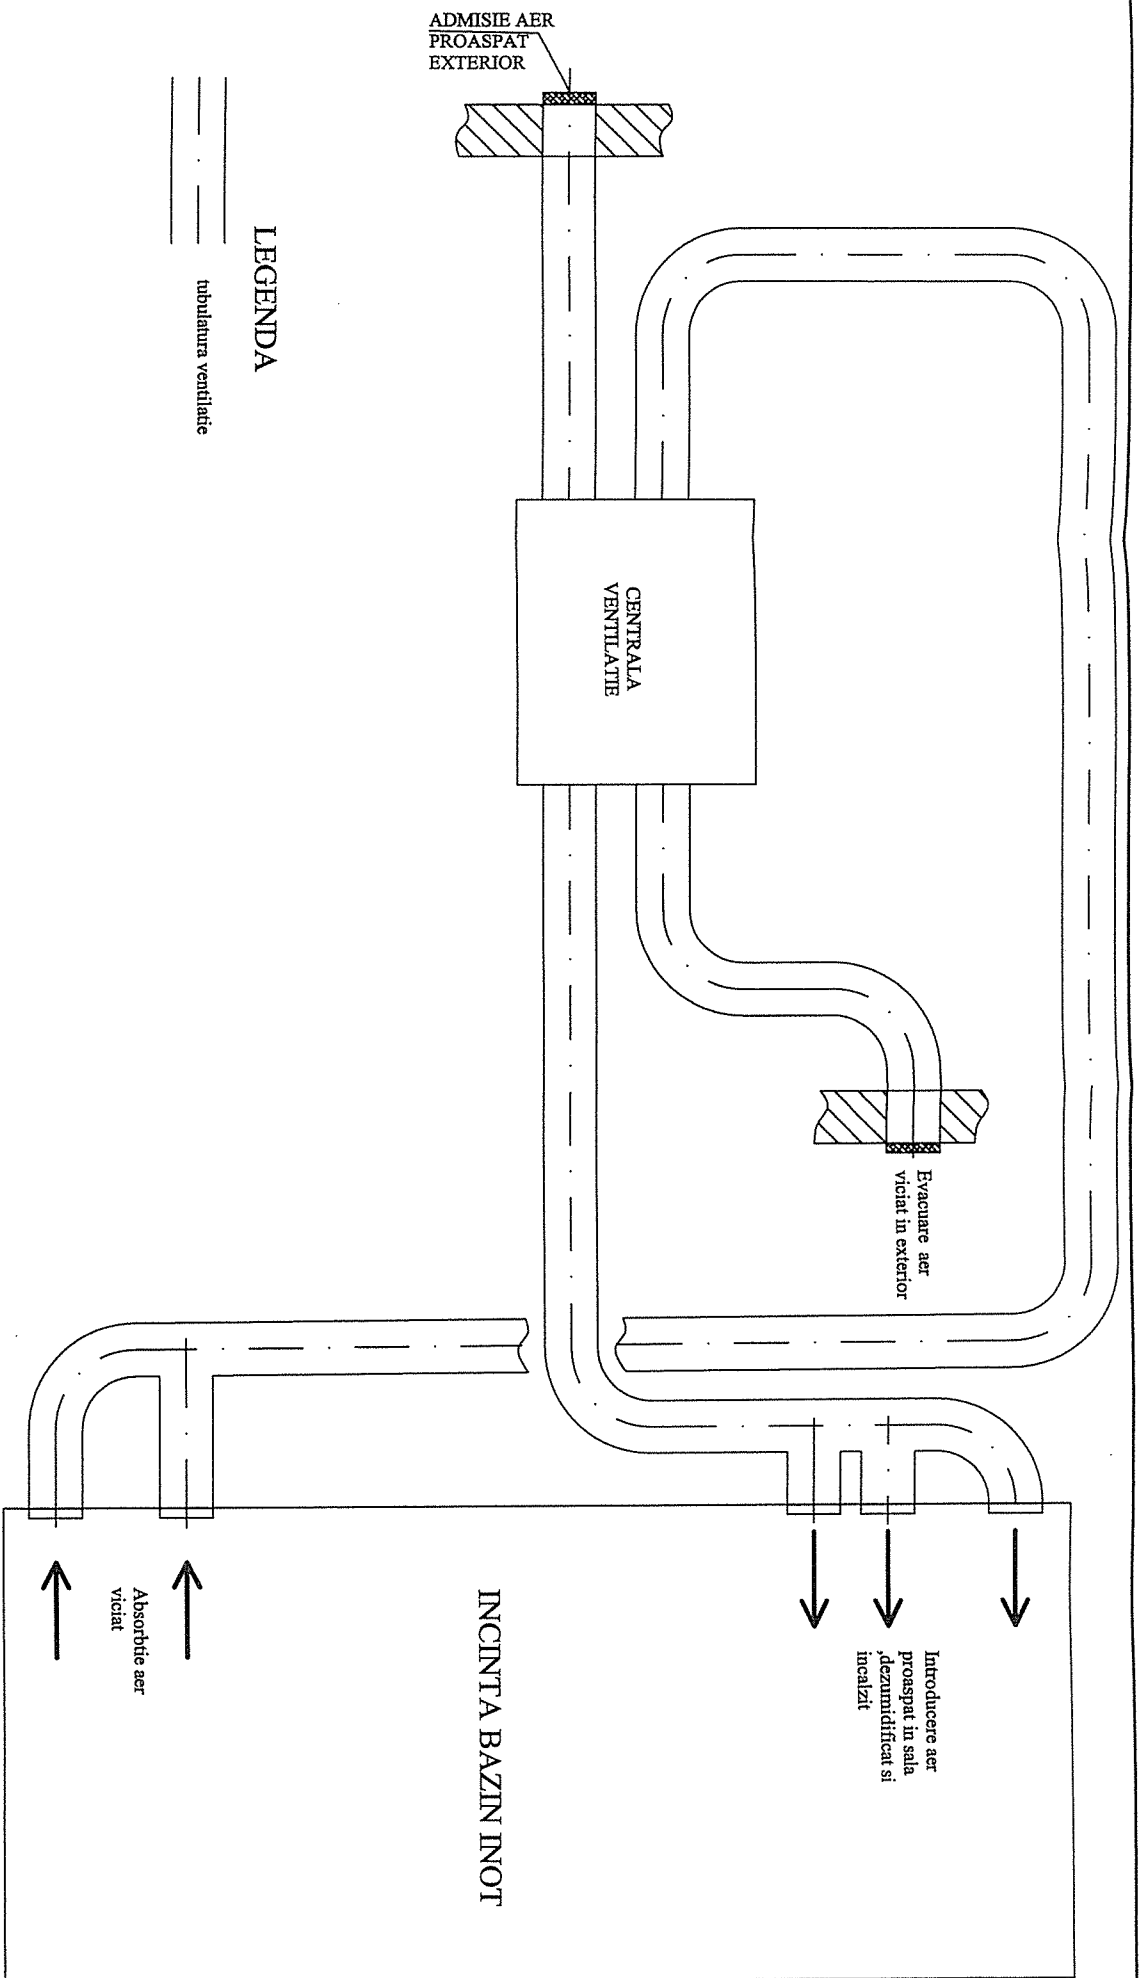 ADMISIE AER
PROASPAT
EXTERIOR
LEGENDA
tubulatura ventilatie
CENTRALA
VENTILATIE
Evacuare aer
viciat in exterior
Introducere aer
proaspat in sala
,dezumidificat si
incalzit
INCINTA BAZIN INOT
Absorbtie aer
viciat